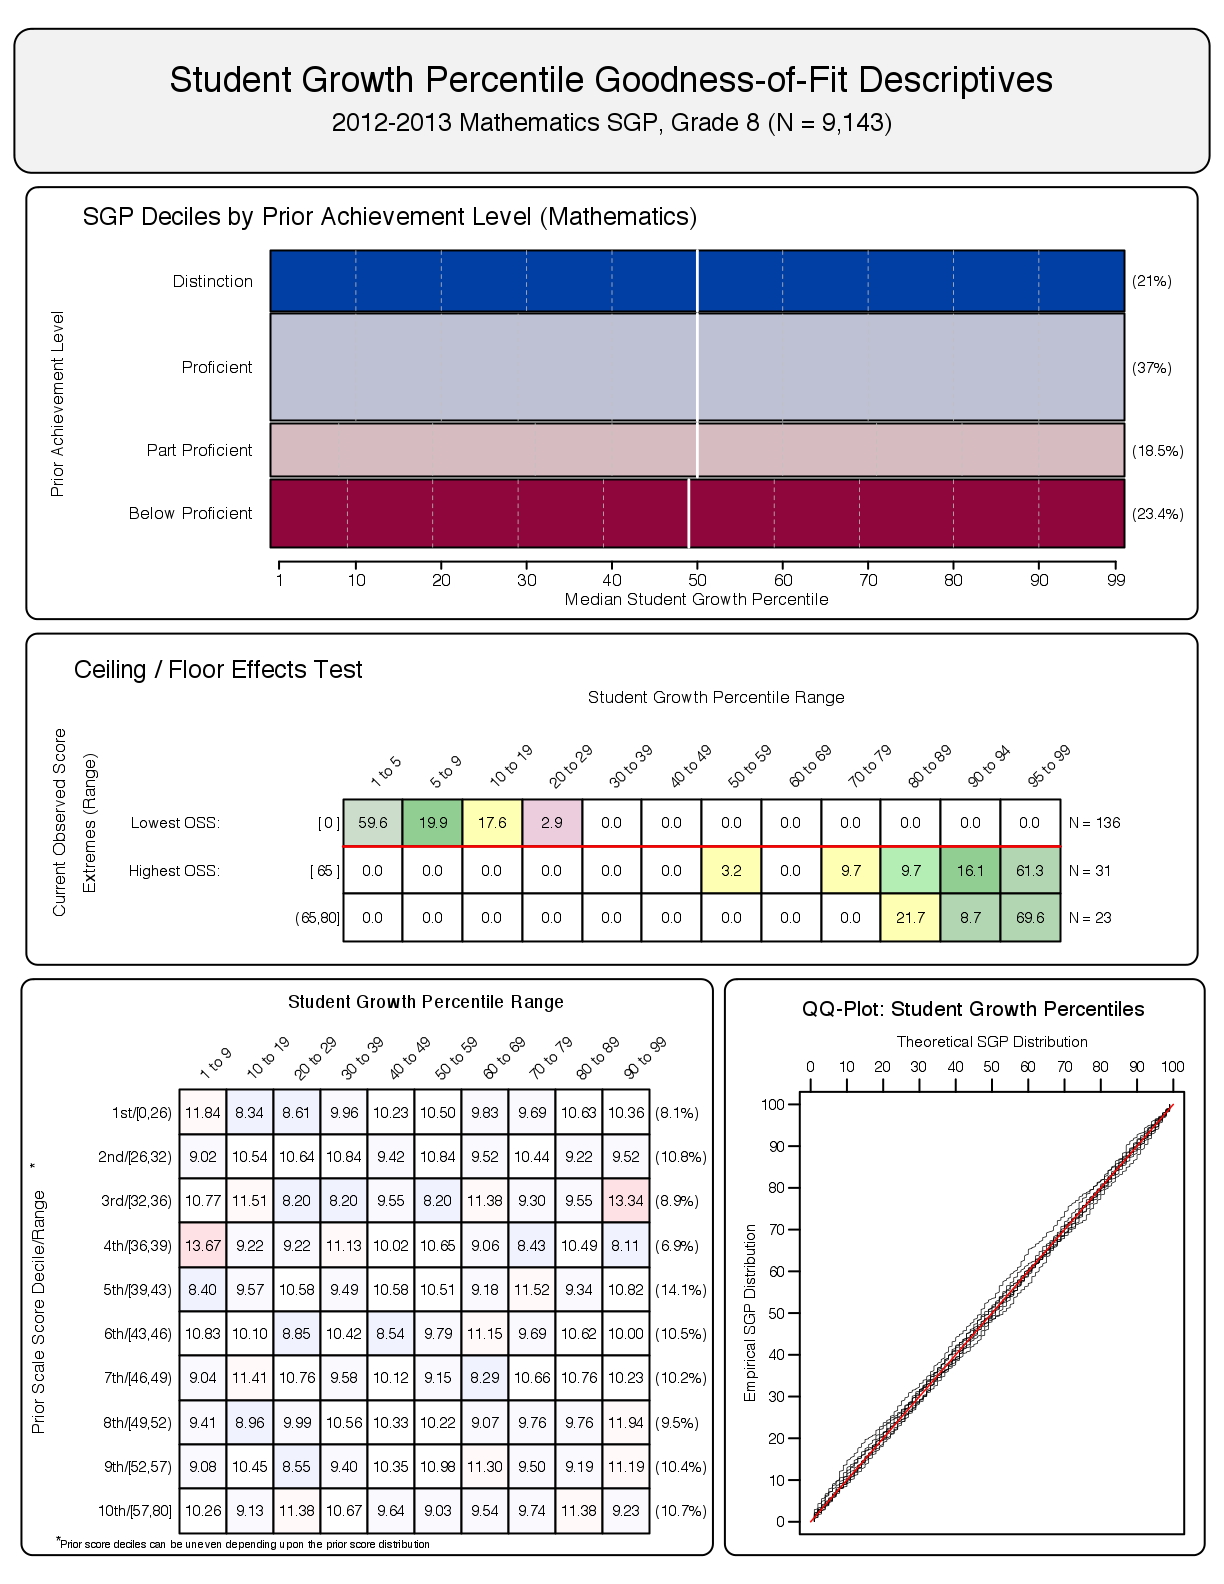 Student Growth Percentile Goodness-of-Fit Descriptives
2012-2013 Mathematics SGP, Grade 8 (N = 9,143)
SGP Deciles by Prior Achievement Level (Mathematics)
Prior Achievement Level
Distinction (21%)
Proficient (37%)
Part Proficient (18.5%)
Below Proficient (23.4%)
1 10 20 30 40 50 60 70 80 90 99
Median Student Growth Percentile
Ceiling / Floor Effects Test
Student Growth Percentile Range
Current Observed Score
Extremes (Range)
1 to 5 5 to 9 10 to 19 20 to 29 30 to 39 40 to 49 50 to 59 60 to 69 70 to 79 80 to 89 90 to 94 95 to 99
Lowest OSS: [ 0 ] 59.6 19.9 17.6 2.9 0.0 0.0 0.0 0.0 0.0 0.0 0.0 0.0 N = 136
Highest OSS: [ 65 ] 0.0 0.0 0.0 0.0 0.0 0.0 3.2 0.0 9.7 9.7 16.1 61.3 N = 31
(65,80] 0.0 0.0 0.0 0.0 0.0 0.0 0.0 0.0 0.0 21.7 8.7 69.6 N = 23
Student Growth Percentile Range
Prior Scale Score Decile/Range *
1 to 9 10 to 19 20 to 29 30 to 39 40 to 49 50 to 59 60 to 69 70 to 79 80 to 89 90 to 99
1st/[0,26) 11.84 8.34 8.61 9.96 10.23 10.50 9.83 9.69 10.63 10.36 (8.1%)
2nd/[26,32) 9.02 10.54 10.64 10.84 9.42 10.84 9.52 10.44 9.22 9.52 (10.8%)
3rd/[32,36) 10.77 11.51 8.20 8.20 9.55 8.20 11.38 9.30 9.55 13.34 (8.9%)
4th/[36,39) 13.67 9.22 9.22 11.13 10.02 10.65 9.06 8.43 10.49 8.11 (6.9%)
5th/[39,43) 8.40 9.57 10.58 9.49 10.58 10.51 9.18 11.52 9.34 10.82 (14.1%)
6th/[43,46) 10.83 10.10 8.85 10.42 8.54 9.79 11.15 9.69 10.62 10.00 (10.5%)
7th/[46,49) 9.04 11.41 10.76 9.58 10.12 9.15 8.29 10.66 10.76 10.23 (10.2%)
8th/[49,52) 9.41 8.96 9.99 10.56 10.33 10.22 9.07 9.76 9.76 11.94 (9.5%)
9th/[52,57) 9.08 10.45 8.55 9.40 10.35 10.98 11.30 9.50 9.19 11.19 (10.4%)
10th/[57,80] 10.26 9.13 11.38 10.67 9.64 9.03 9.54 9.74 11.38 9.23 (10.7%)
*Prior score deciles can be uneven depending upon the prior score distribution
QQ-Plot: Student Growth Percentiles
Theoretical SGP Distribution
0 10 20 30 40 50 60 70 80 90 100
Empirical SGP Distribution
100
90
80
70
60
50
40
30
20
10
0